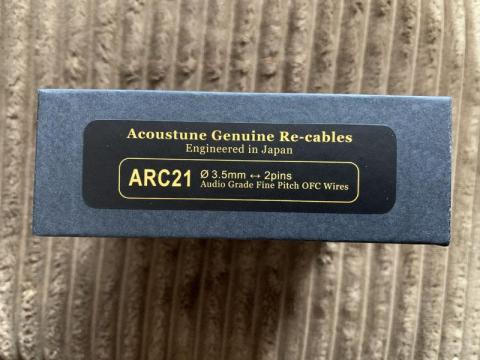 Acoustune Genuine Re-cables
Engineered in Japan
ARC21
Ø 3.5mm ↔ 2pins
Audio Grade Fine Pitch OFC Wires